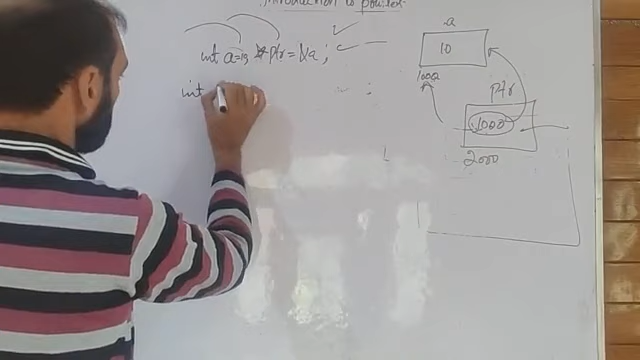 Introduction to pointer
int a=10, *ptr = &a;
int
a
10
1000
ptr
1000
2000